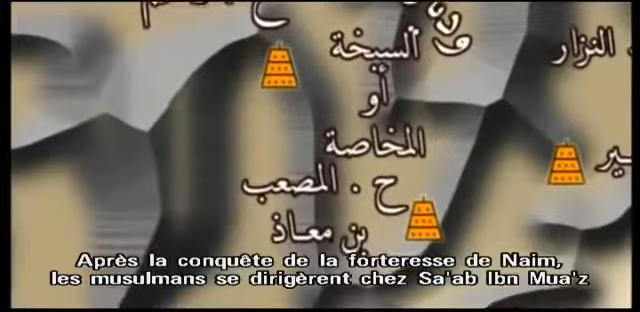 ح
السيخة
أو
المخاصة
النزار
ح . المصعب
بن معاذ
Après la conquête de la forteresse de Naim,
les musulmans se dirigèrent chez Sa'ab Ibn Mua'z